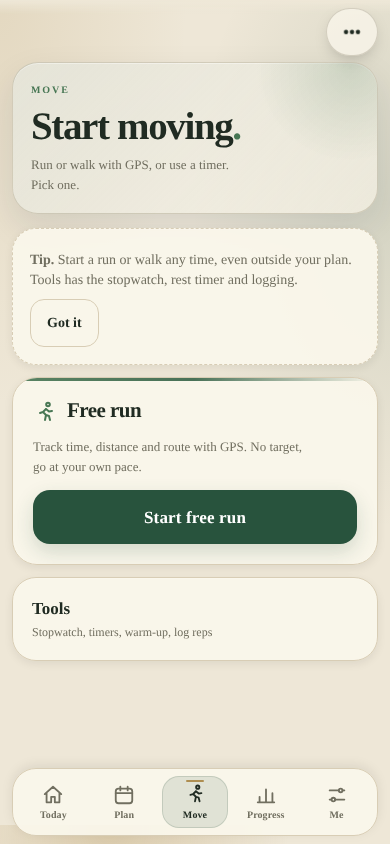 MOVE
Start moving.
Run or walk with GPS, or use a timer.
Pick one.
Tip. Start a run or walk any time, even outside your plan.
Tools has the stopwatch, rest timer and logging.
Got it
Free run
Track time, distance and route with GPS. No target,
go at your own pace.
Start free run
Tools
Stopwatch, timers, warm-up, log reps
Today
Plan
Move
Progress
Me